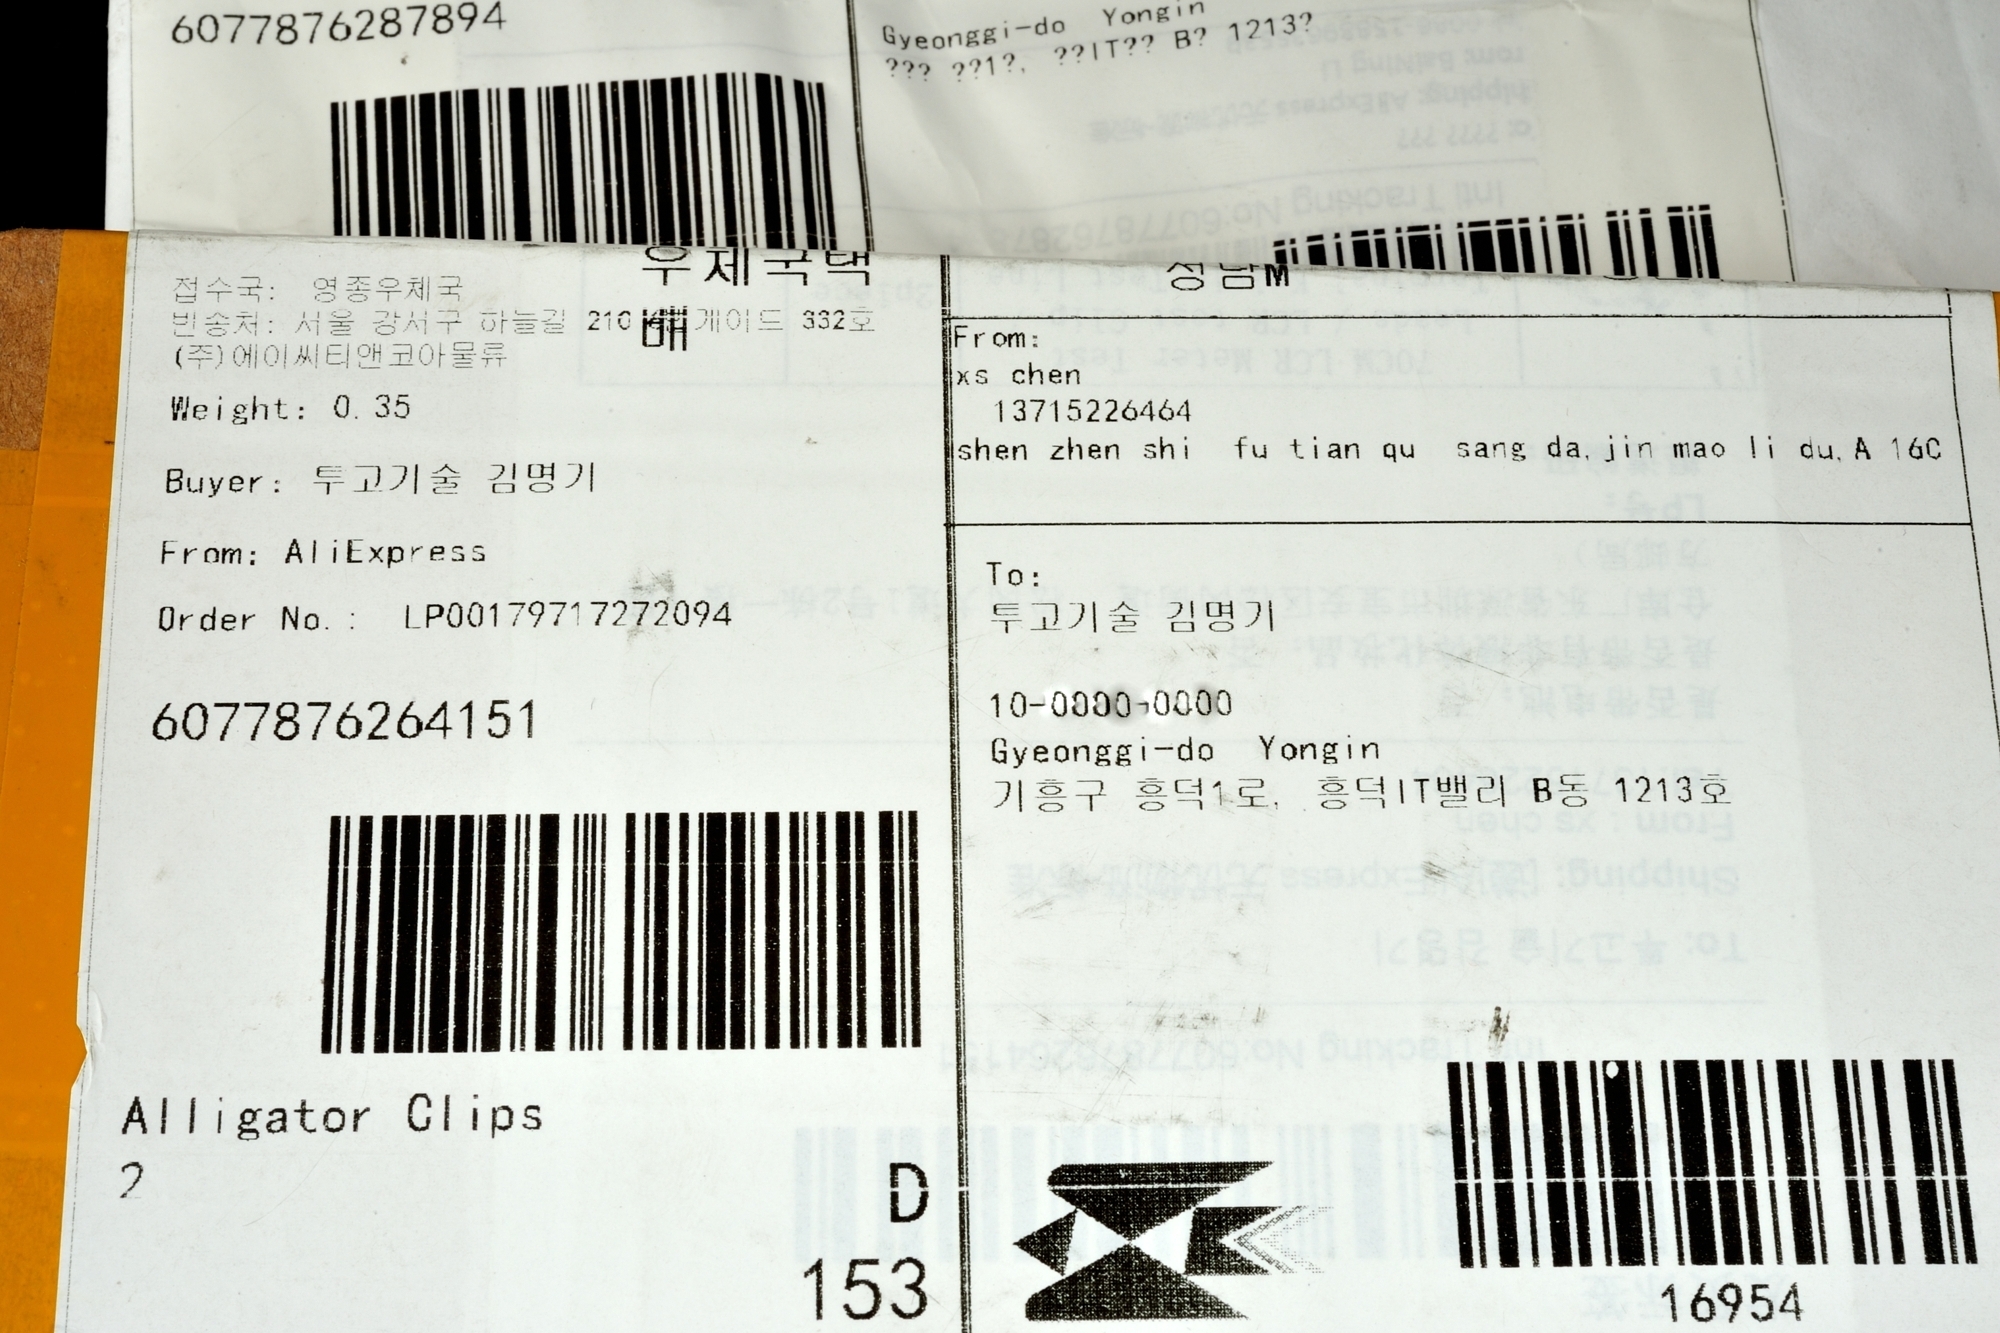 6077876287894
Gyeonggi-do Yongin
??? ??1?, ??IT?? B? 1213?
우체국택
배
성남M
접수국: 영종우체국
반송처: 서울 강서구 하늘길 210 게이트 332호
(주)에이씨티앤코아물류
Weight: 0.35
Buyer: 투고기술 김명기
From: AliExpress
Order No.: LP00179717272094
6077876264151
Alligator Clips
2
D
153
From:
xs chen
13715226464
shen zhen shi fu tian qu sang da,jin mao li du,A 16C
To:
투고기술 김명기
10-0000-0000
Gyeonggi-do Yongin
기흥구 흥덕1로, 흥덕IT밸리 B동 1213호
16954